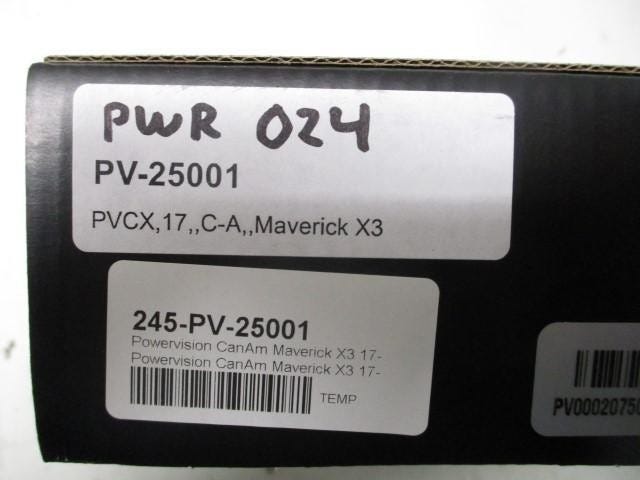 PWR 024
PV-25001
PVCX,17,,C-A,,Maverick X3
245-PV-25001
Powervision CanAm Maverick X3 17-
Powervision CanAm Maverick X3 17-
TEMP
PV0002075